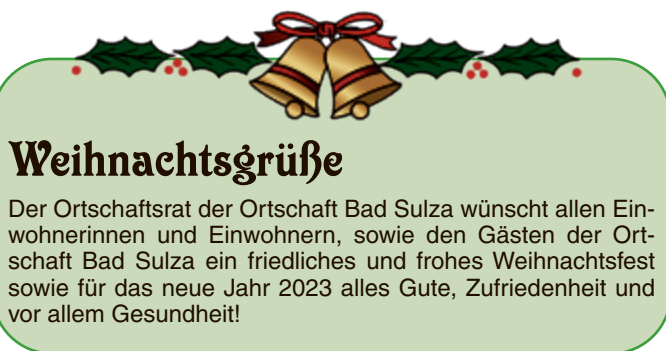 Weihnachtsgrüße
Der Ortschaftsrat der Ortschaft Bad Sulza wünscht allen Ein-
wohnerinnen und Einwohnern, sowie den Gästen der Ort-
schaft Bad Sulza ein friedliches und frohes Weihnachtsfest
sowie für das neue Jahr 2023 alles Gute, Zufriedenheit und
vor allem Gesundheit!